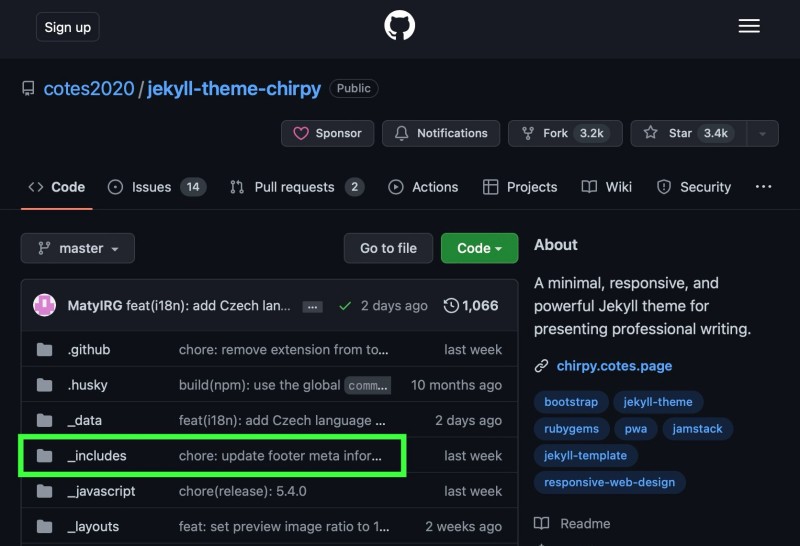 Sign up
cotes2020 / jekyll-theme-chirpy Public
Sponsor Notifications Fork 3.2k Star 3.4k
Code Issues 14 Pull requests 2 Actions Projects Wiki Security ...
master Go to file Code
MatyIRG feat(i18n): add Czech lan... ... 2 days ago 1,066
.github chore: remove extension from to... last week
.husky build(npm): use the global comm... 10 months ago
_data feat(i18n): add Czech language ... 2 days ago
_includes chore: update footer meta infor... last week
_javascript chore(release): 5.4.0 last week
_layouts feat: set preview image ratio to 1... 2 weeks ago
About
A minimal, responsive, and
powerful Jekyll theme for
presenting professional writing.
chirpy.cotes.page
bootstrap jekyll-theme
rubygems pwa jamstack
jekyll-template
responsive-web-design
Readme